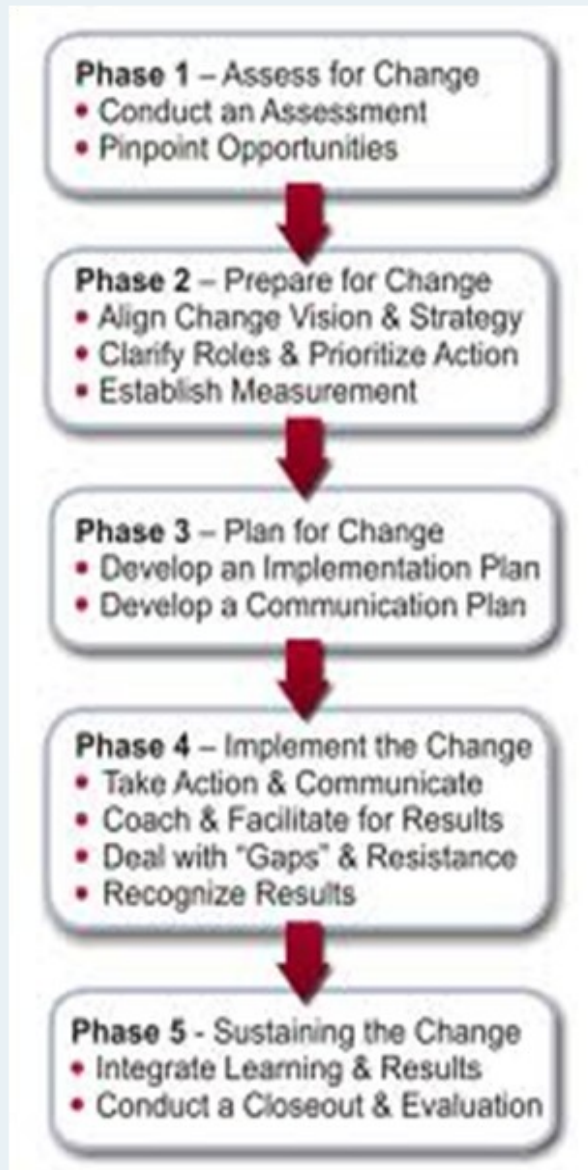 Phase 1 – Assess for Change
• Conduct an Assessment
• Pinpoint Opportunities
Phase 2 – Prepare for Change
• Align Change Vision & Strategy
• Clarify Roles & Prioritize Action
• Establish Measurement
Phase 3 – Plan for Change
• Develop an Implementation Plan
• Develop a Communication Plan
Phase 4 – Implement the Change
• Take Action & Communicate
• Coach & Facilitate for Results
• Deal with “Gaps” & Resistance
• Recognize Results
Phase 5 - Sustaining the Change
• Integrate Learning & Results
• Conduct a Closeout & Evaluation